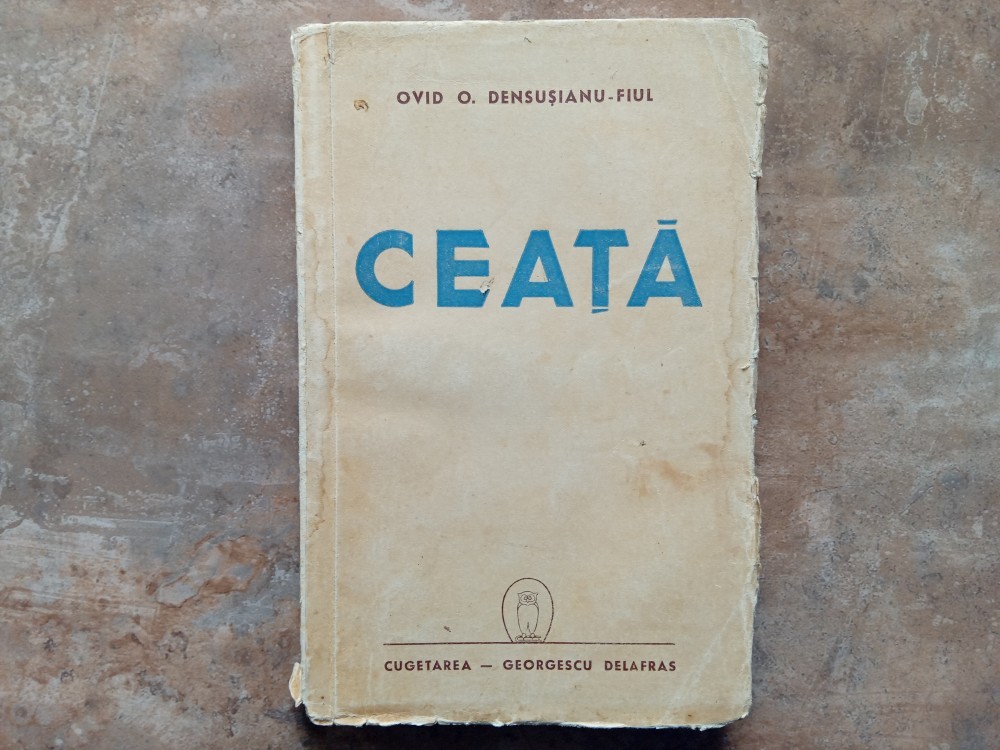 OVID O. DENSUȘIANU-FIUL
CEAȚĂ
CUGETAREA — GEORGESCU DELAFRAS